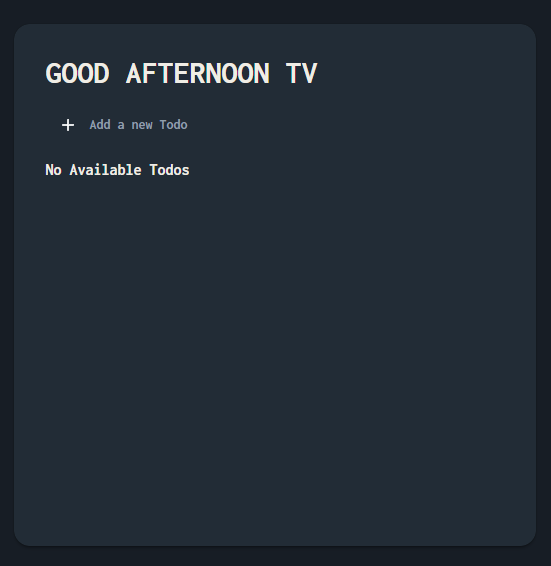 GOOD AFTERNOON TV
Add a new Todo
No Available Todos